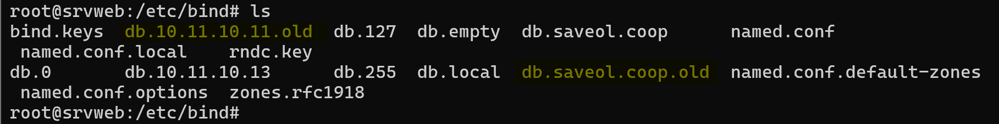 root@srvweb:/etc/bind# ls
bind.keys  db.10.11.10.11.old  db.127  db.empty  db.saveol.coop      named.conf
 named.conf.local    rndc.key
db.0       db.10.11.10.13      db.255  db.local  db.saveol.coop.old  named.conf.default-zones
 named.conf.options  zones.rfc1918
root@srvweb:/etc/bind#